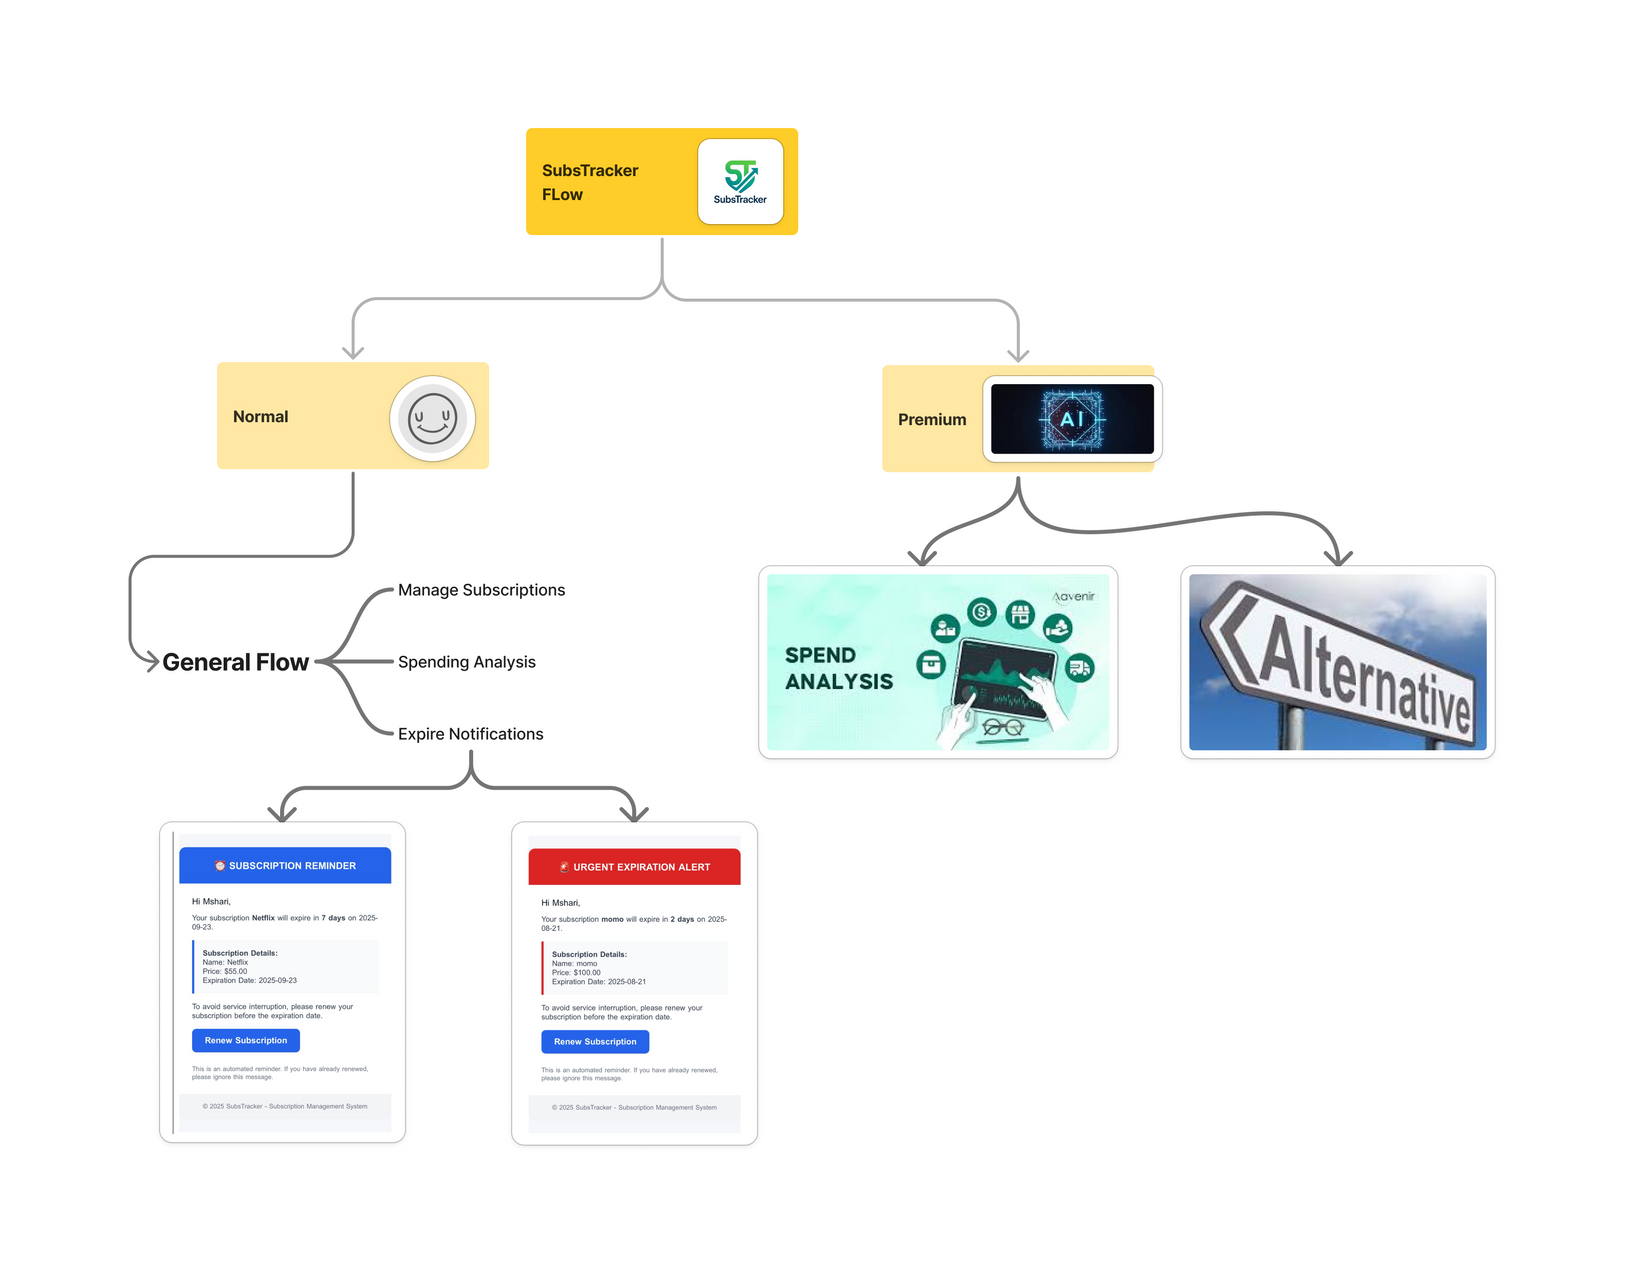 SubsTracker
FLow
ST
SubsTracker
Normal
Premium
AI
General Flow
Manage Subscriptions
Spending Analysis
Expire Notifications
Aavenir
SPEND
ANALYSIS
Alternative
⏰ SUBSCRIPTION REMINDER
Hi Mshari,
Your subscription Netflix will expire in 7 days on 2025-
09-23.
Subscription Details:
Name: Netflix
Price: $55.00
Expiration Date: 2025-09-23
To avoid service interruption, please renew your
subscription before the expiration date.
Renew Subscription
This is an automated reminder. If you have already renewed,
please ignore this message.
© 2025 SubsTracker - Subscription Management System
🚨 URGENT EXPIRATION ALERT
Hi Mshari,
Your subscription momo will expire in 2 days on 2025-
08-21.
Subscription Details:
Name: momo
Price: $100.00
Expiration Date: 2025-08-21
To avoid service interruption, please renew your
subscription before the expiration date.
Renew Subscription
This is an automated reminder. If you have already renewed,
please ignore this message.
© 2025 SubsTracker - Subscription Management System